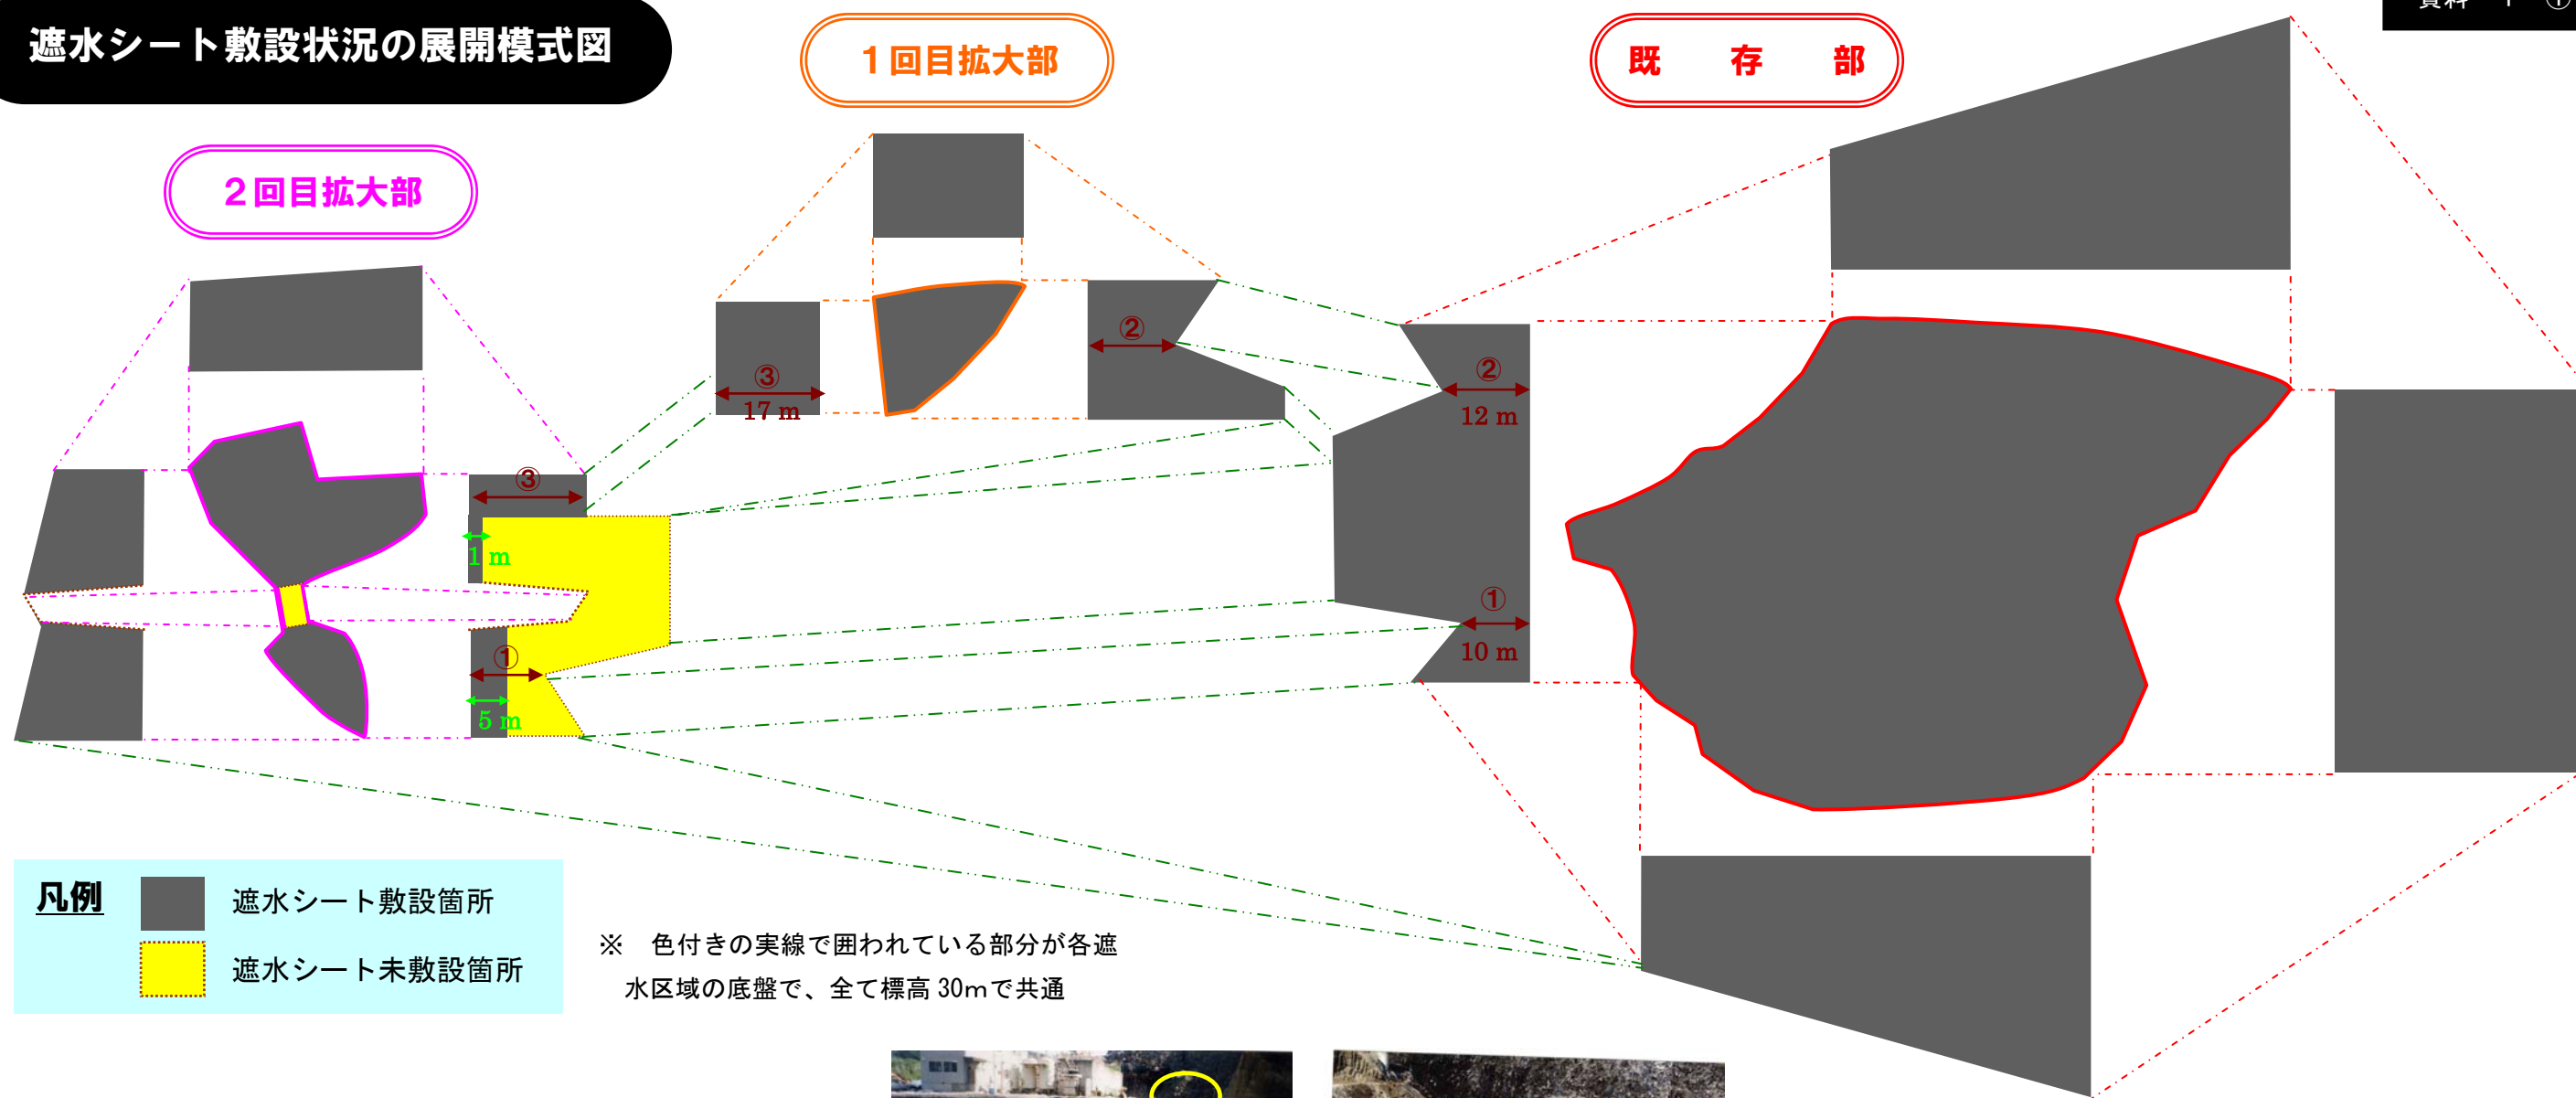 遮水シート敷設状況の展開模式図
1回目拡大部
既 存 部
2回目拡大部
②
③
17 m
②
12 m
③
1 m
①
10 m
①
5 m
凡例
遮水シート敷設箇所
遮水シート未敷設箇所
※ 色付きの実線で囲われている部分が各遮
水区域の底盤で、全て標高30mで共通